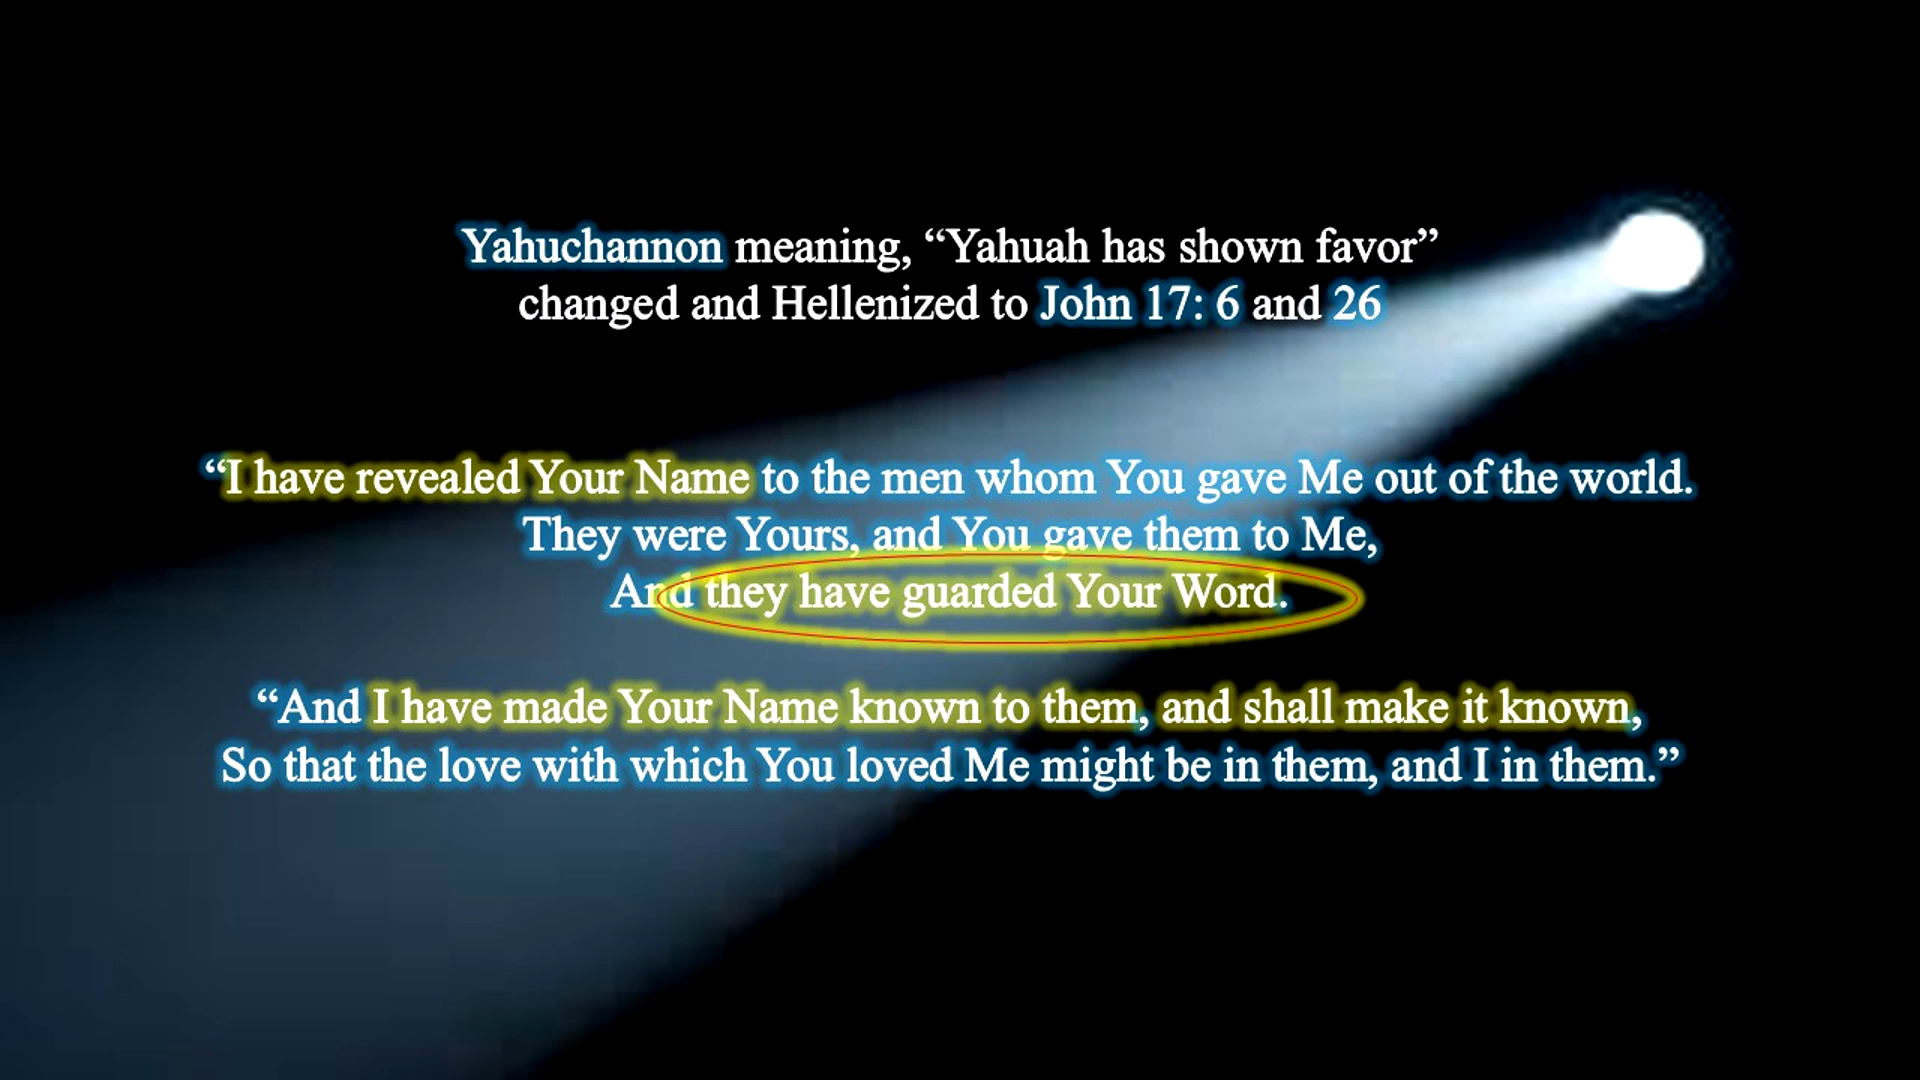 Yahuchannon meaning, “Yahuah has shown favor”
changed and Hellenized to John 17: 6 and 26
“I have revealed Your Name to the men whom You gave Me out of the world.
They were Yours, and You gave them to Me,
And they have guarded Your Word.
“And I have made Your Name known to them, and shall make it known,
So that the love with which You loved Me might be in them, and I in them.”